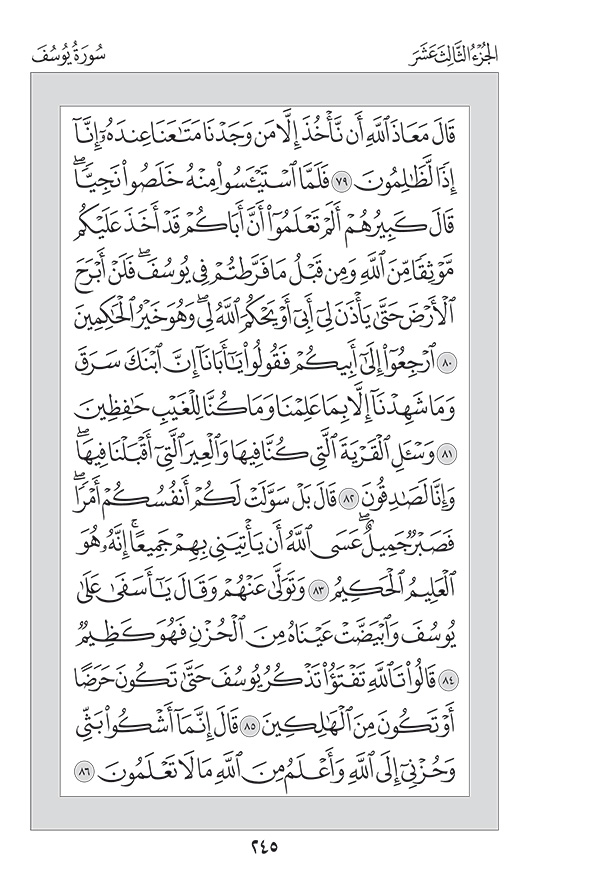 الجُزْءُ الثَّالِثَ عَشَرَ
سُورَةُ يُوسُفَ
قَالَ مَعَاذَ ٱللَّهِ أَن نَّأْخُذَ إِلَّا مَن وَجَدْنَا مَتَٰعَنَا عِندَهُۥٓ إِنَّآ
إِذًا لَّظَٰلِمُونَ ٧٩ فَلَمَّا ٱسْتَيْـَٔسُوا۟ مِنْهُ خَلَصُوا۟ نَجِيًّاۖ
قَالَ كَبِيرُهُمْ أَلَمْ تَعْلَمُوٓا۟ أَنَّ أَبَاكُمْ قَدْ أَخَذَ عَلَيْكُم
مَّوْثِقًا مِّنَ ٱللَّهِ وَمِن قَبْلُ مَا فَرَّطتُمْ فِى يُوسُفَۖ فَلَنْ أَبْرَحَ
ٱلْأَرْضَ حَتَّىٰ يَأْذَنَ لِىٓ أَبِىٓ أَوْ يَحْكُمَ ٱللَّهُ لِىۖ وَهُوَ خَيْرُ ٱلْحَٰكِمِينَ
٨٠ ٱرْجِعُوٓا۟ إِلَىٰٓ أَبِيكُمْ فَقُولُوا۟ يَٰٓأَبَانَآ إِنَّ ٱبْنَكَ سَرَقَ
وَمَا شَهِدْنَآ إِلَّا بِمَا عَلِمْنَا وَمَا كُنَّا لِلْغَيْبِ حَٰفِظِينَ
٨١ وَسْـَٔلِ ٱلْقَرْيَةَ ٱلَّتِى كُنَّا فِيهَا وَٱلْعِيرَ ٱلَّتِىٓ أَقْبَلْنَا فِيهَاۖ
وَإِنَّا لَصَٰدِقُونَ ٨٢ قَالَ بَلْ سَوَّلَتْ لَكُمْ أَنفُسُكُمْ أَمْرًاۖ
فَصَبْرٌ جَمِيلٌۖ عَسَى ٱللَّهُ أَن يَأْتِيَنِى بِهِمْ جَمِيعًاۚ إِنَّهُۥ هُوَ
ٱلْعَلِيمُ ٱلْحَكِيمُ ٨٣ وَتَوَلَّىٰ عَنْهُمْ وَقَالَ يَٰٓأَسَفَىٰ عَلَىٰ
يُوسُفَ وَٱبْيَضَّتْ عَيْنَاهُ مِنَ ٱلْحُزْنِ فَهُوَ كَظِيمٌ
٨٤ قَالُوا۟ تَٱللَّهِ تَفْتَؤُا۟ تَذْكُرُ يُوسُفَ حَتَّىٰ تَكُونَ حَرَضًا
أَوْ تَكُونَ مِنَ ٱلْهَٰلِكِينَ ٨٥ قَالَ إِنَّمَآ أَشْكُوا۟ بَثِّى
وَحُزْنِىٓ إِلَى ٱللَّهِ وَأَعْلَمُ مِنَ ٱللَّهِ مَا لَا تَعْلَمُونَ ٨٦
٢٤٥